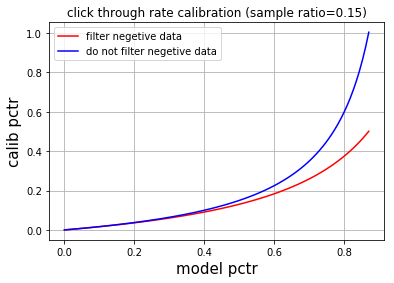 click through rate calibration (sample ratio=0.15)
filter negetive data
do not filter negetive data
calib pctr
1.0
0.8
0.6
0.4
0.2
0.0
0.0 0.2 0.4 0.6 0.8
model pctr